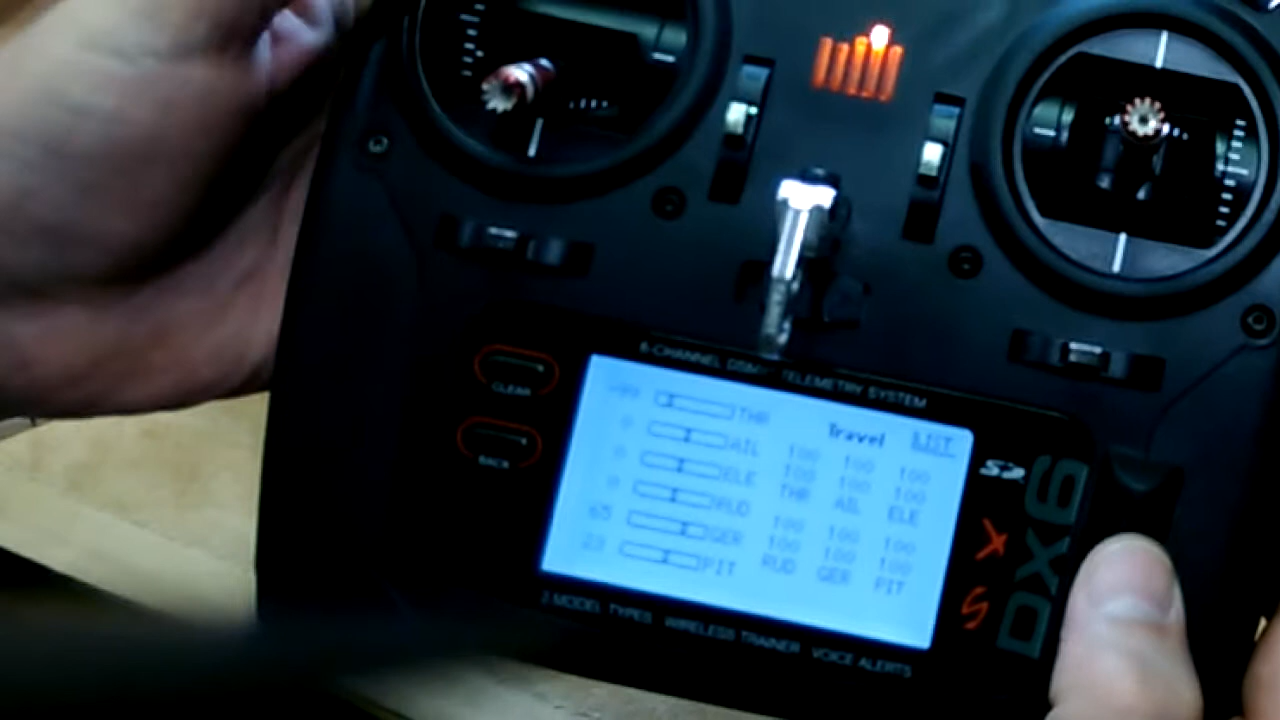 6-CHANNEL DSMX TELEMETRY SYSTEM
CLEAR
BACK
Travel LIST
THR
0 AIL 100 100 100
0 ELE 100 100 100
THR AIL ELE
0 RUD
65 GER 100 100 100
100 100 100
23 PIT RUD GER PIT
DX6
X
S
2 MODEL TYPES WIRELESS TRAINER VOICE ALERTS